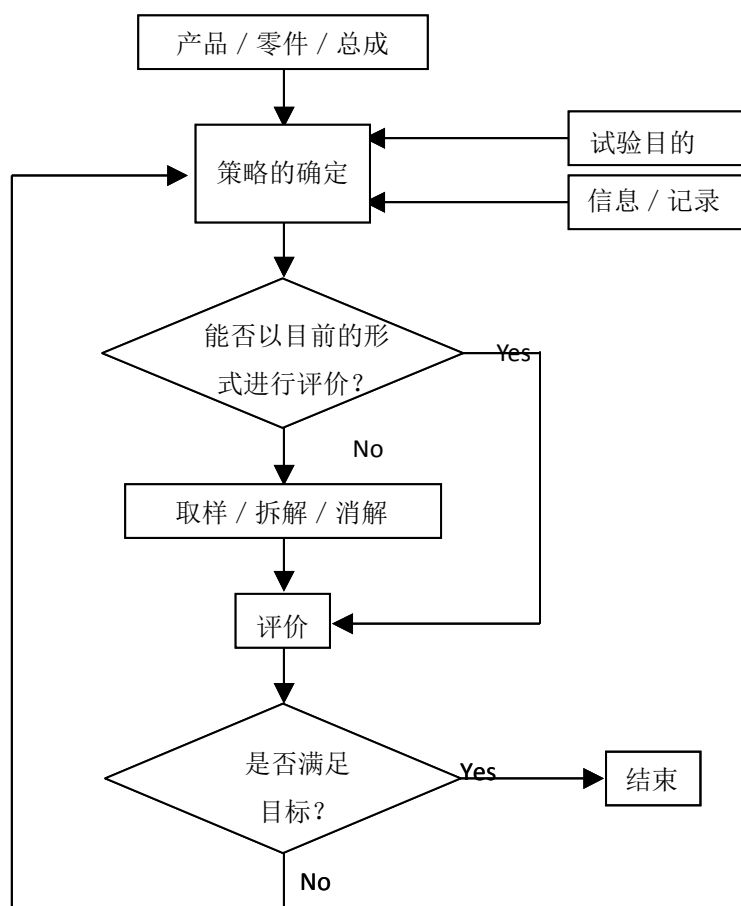 产品 / 零件 / 总成
策略的确定
试验目的
信息 / 记录
能否以目前的形
式进行评价？
Yes
No
取样 / 拆解 / 消解
评价
是否满足
目标？
Yes
结束
No